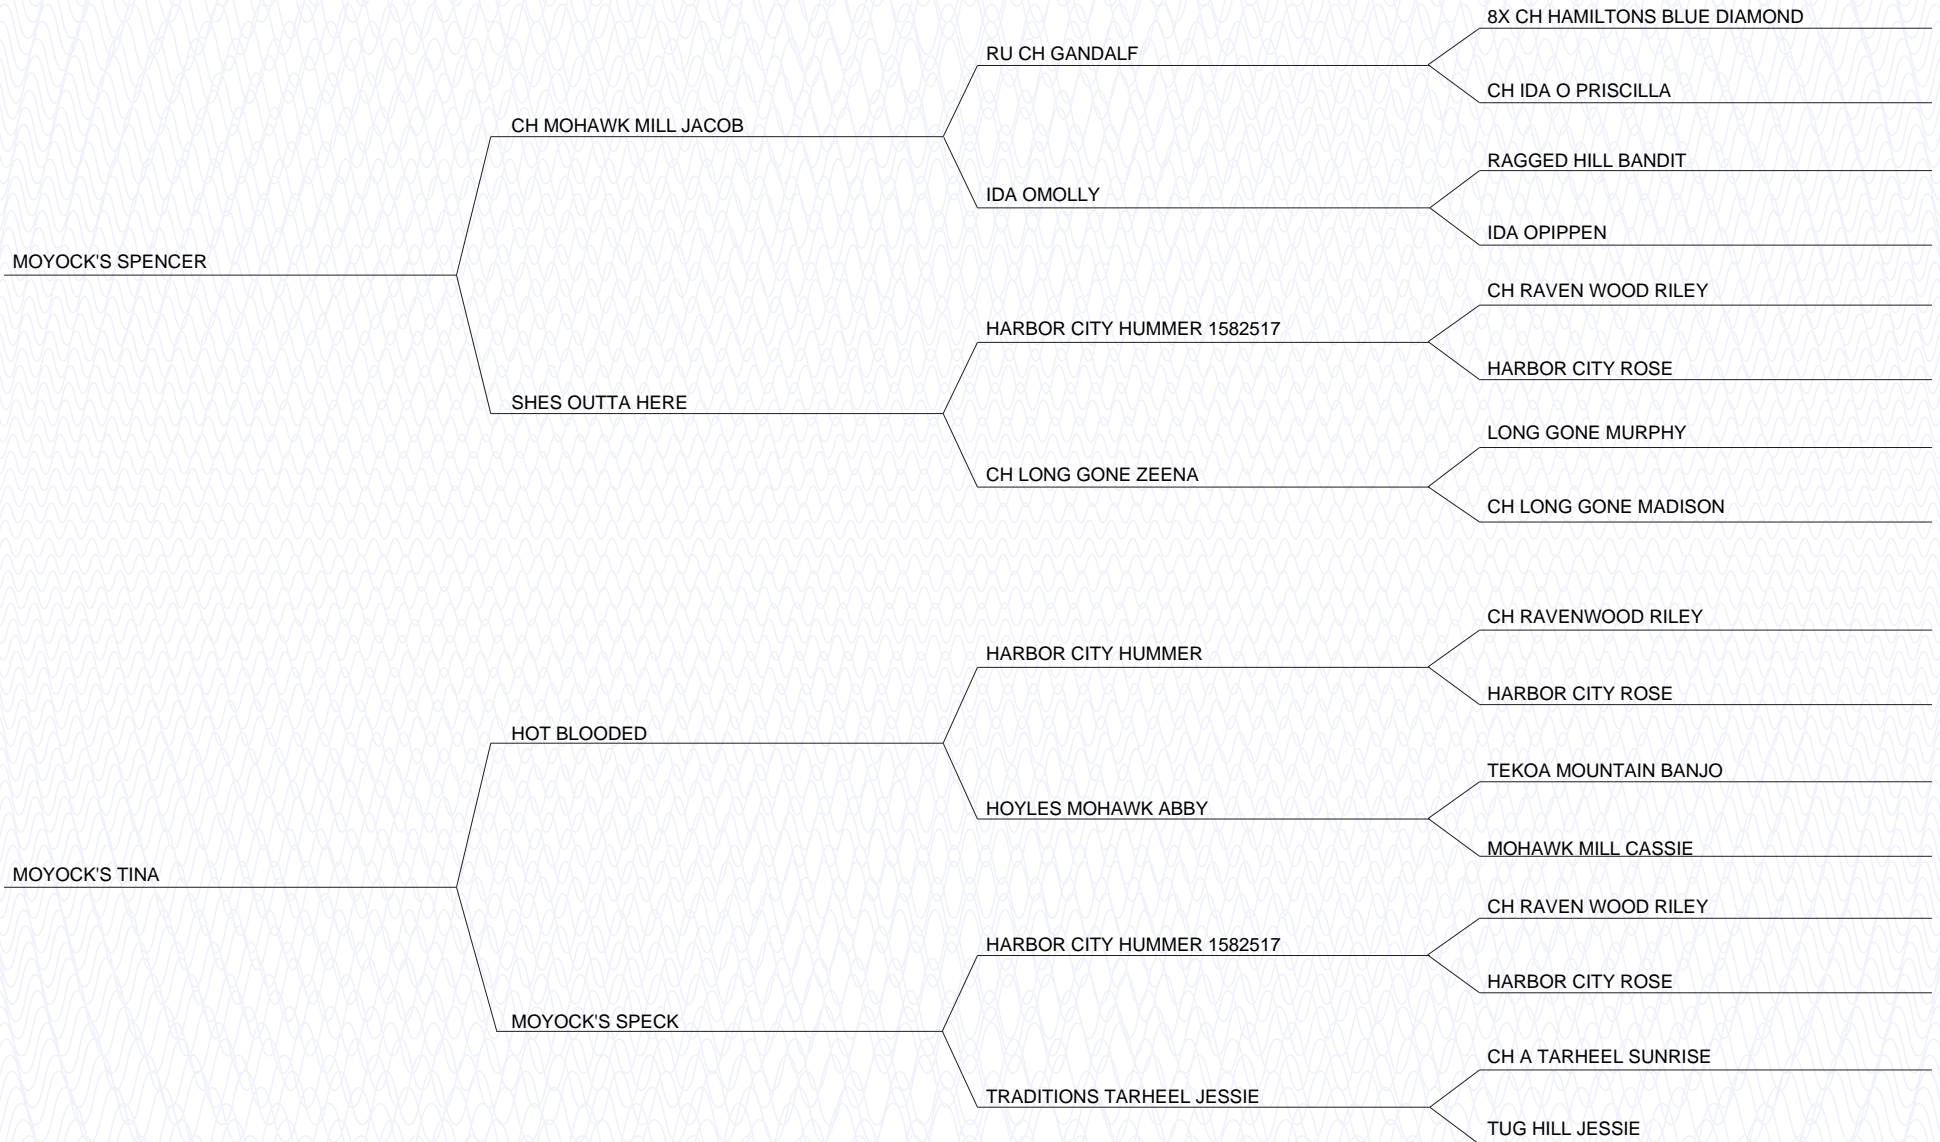 8X CH HAMILTONS BLUE DIAMOND
RU CH GANDALF
CH IDA O PRISCILLA
CH MOHAWK MILL JACOB
RAGGED HILL BANDIT
IDA OMOLLY
IDA OPIPPEN
MOYOCK'S SPENCER
CH RAVEN WOOD RILEY
HARBOR CITY HUMMER 1582517
HARBOR CITY ROSE
SHES OUTTA HERE
LONG GONE MURPHY
CH LONG GONE ZEENA
CH LONG GONE MADISON
CH RAVENWOOD RILEY
HARBOR CITY HUMMER
HARBOR CITY ROSE
HOT BLOODED
TEKOA MOUNTAIN BANJO
HOYLES MOHAWK ABBY
MOHAWK MILL CASSIE
MOYOCK'S TINA
CH RAVEN WOOD RILEY
HARBOR CITY HUMMER 1582517
HARBOR CITY ROSE
MOYOCK'S SPECK
CH A TARHEEL SUNRISE
TRADITIONS TARHEEL JESSIE
TUG HILL JESSIE